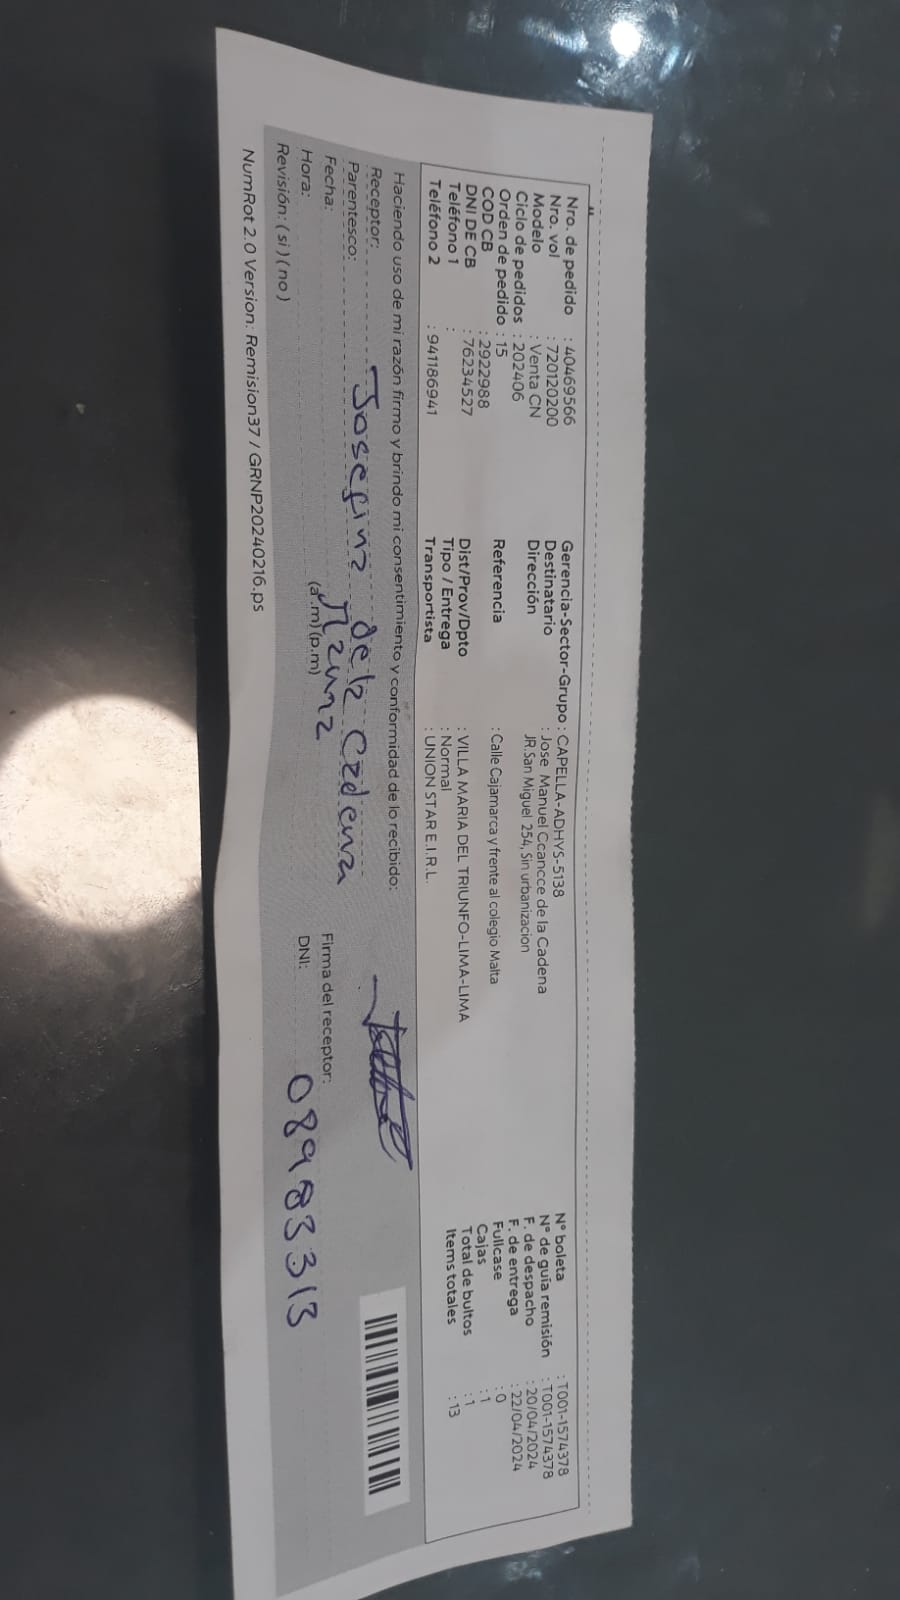 Nro. de pedido : 40469566
Nro. vol : 720120200
Modelo : Venta CN
Ciclo de pedidos : 202406
Orden de pedido : 15
COD CB : 2922988
DNI DE CB : 76234527
Teléfono 1 :
Teléfono 2 : 941186941
Gerencia-Sector-Grupo : CAPELLA-ADHVS-5138
Destinatario : Jose Manuel Ccancce de la Cadena
Dirección JR.San Miguel 254, Sin urbanizacion
Referencia : Calle Cajamarca y frente al colegio Malta
Dist/Prov/Dpto : VILLA MARIA DEL TRIUNFO-LIMA-LIMA
Tipo / Entrega : Normal
Transportista : UNION STAR E.I.R.L.
N° boleta : T001-1574378
N° de guia remisión : T001-1574378
F. de despacho : 20/04/2024
F. de entrega : 22/04/2024
Fullcase : 0
Cajas : 1
Total de bultos : 1
Items totales : 13
Haciendo uso de mi razón firmo y brindo mi consentimiento y conformidad de lo recibido:
Receptor: Josefina de la Cadena
Parentesco:
Fecha:
Hora: (a.m) (p.m)
Revisión: ( si ) ( no )
Firma del receptor:
DNI: 08983313
NumRot 2.0 Version: Remision37 / GRNP20240216.ps